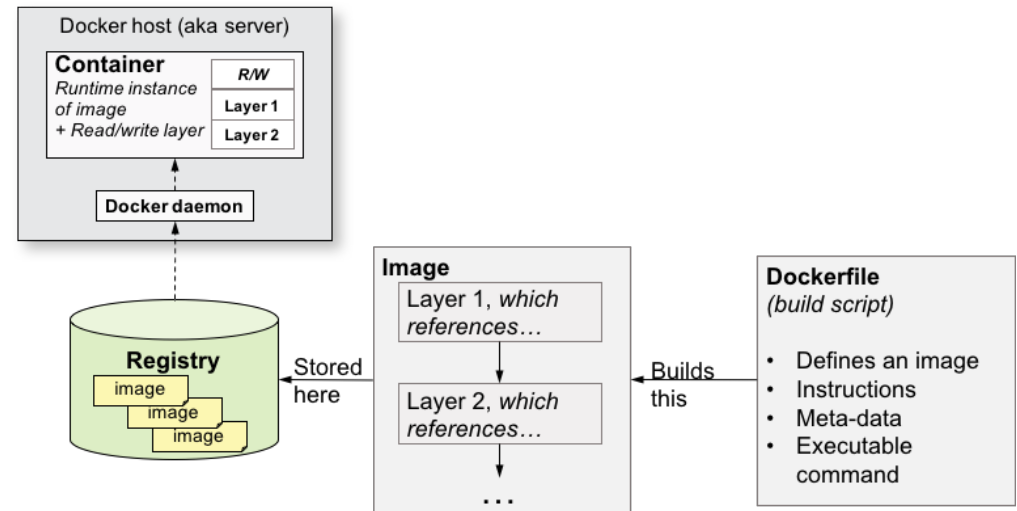 Docker host (aka server)
Container
Runtime instance
of image
+ Read/write layer
R/W
Layer 1
Layer 2
Docker daemon
Registry
image
image
image
Stored
here
Image
Layer 1, which
references…
Layer 2, which
references…
...
Builds
this
Dockerfile
(build script)
• Defines an image
• Instructions
• Meta-data
• Executable
command